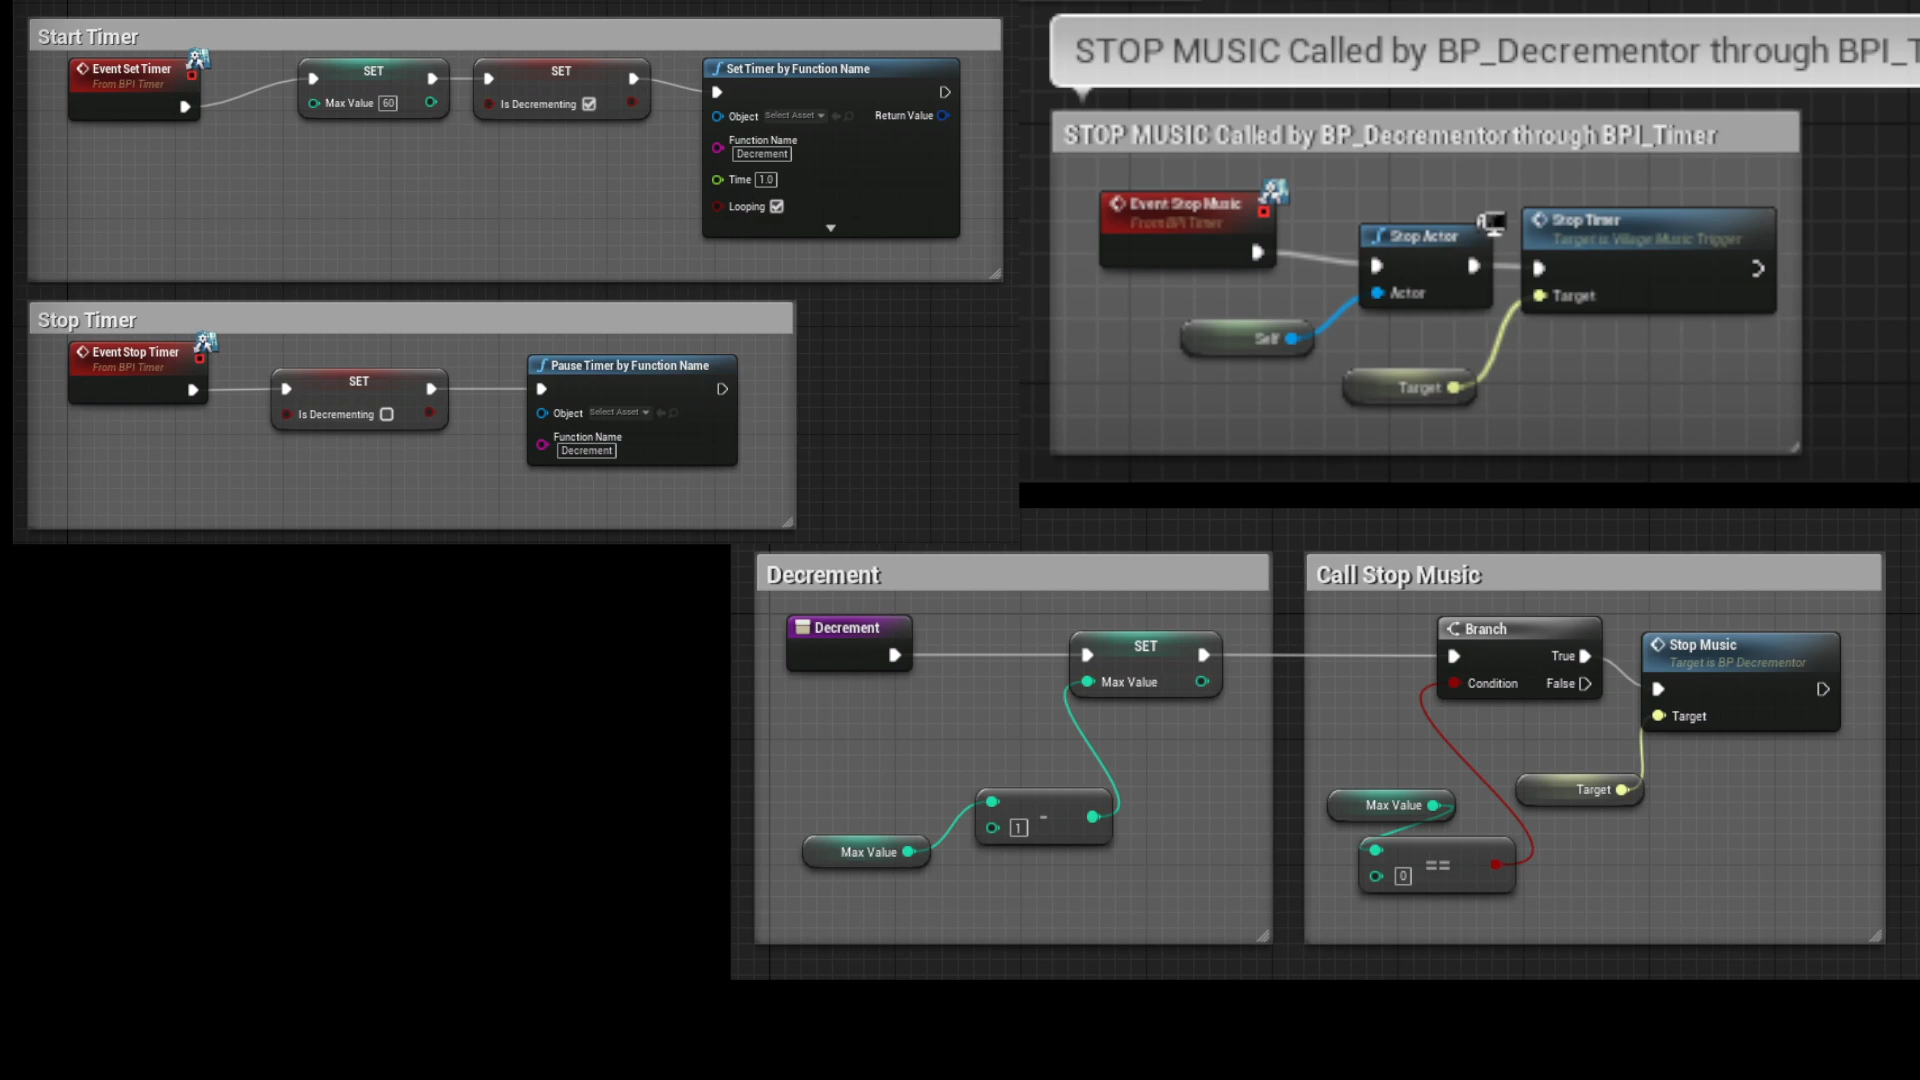 Start Timer
Event Set Timer
From BPI Timer
SET
Max Value 60
SET
Is Decrementing
Set Timer by Function Name
Object Select Asset
Return Value
Function Name
Decrement
Time 1.0
Looping
Stop Timer
Event Stop Timer
From BPI Timer
SET
Is Decrementing
Pause Timer by Function Name
Object Select Asset
Function Name
Decrement
STOP MUSIC Called by BP_Decrementor through BPI_T
STOP MUSIC Called by BP_Decrementor through BPI_Timer
Event Stop Music
From BPI Timer
Stop Actor
Actor
Self
Stop Timer
Target is Village Music Trigger
Target
Target
Decrement
Decrement
SET
Max Value
Max Value
1 -
Call Stop Music
Branch
True
Condition False
Stop Music
Target is BP Decrementor
Target
Target
Max Value
0 ==